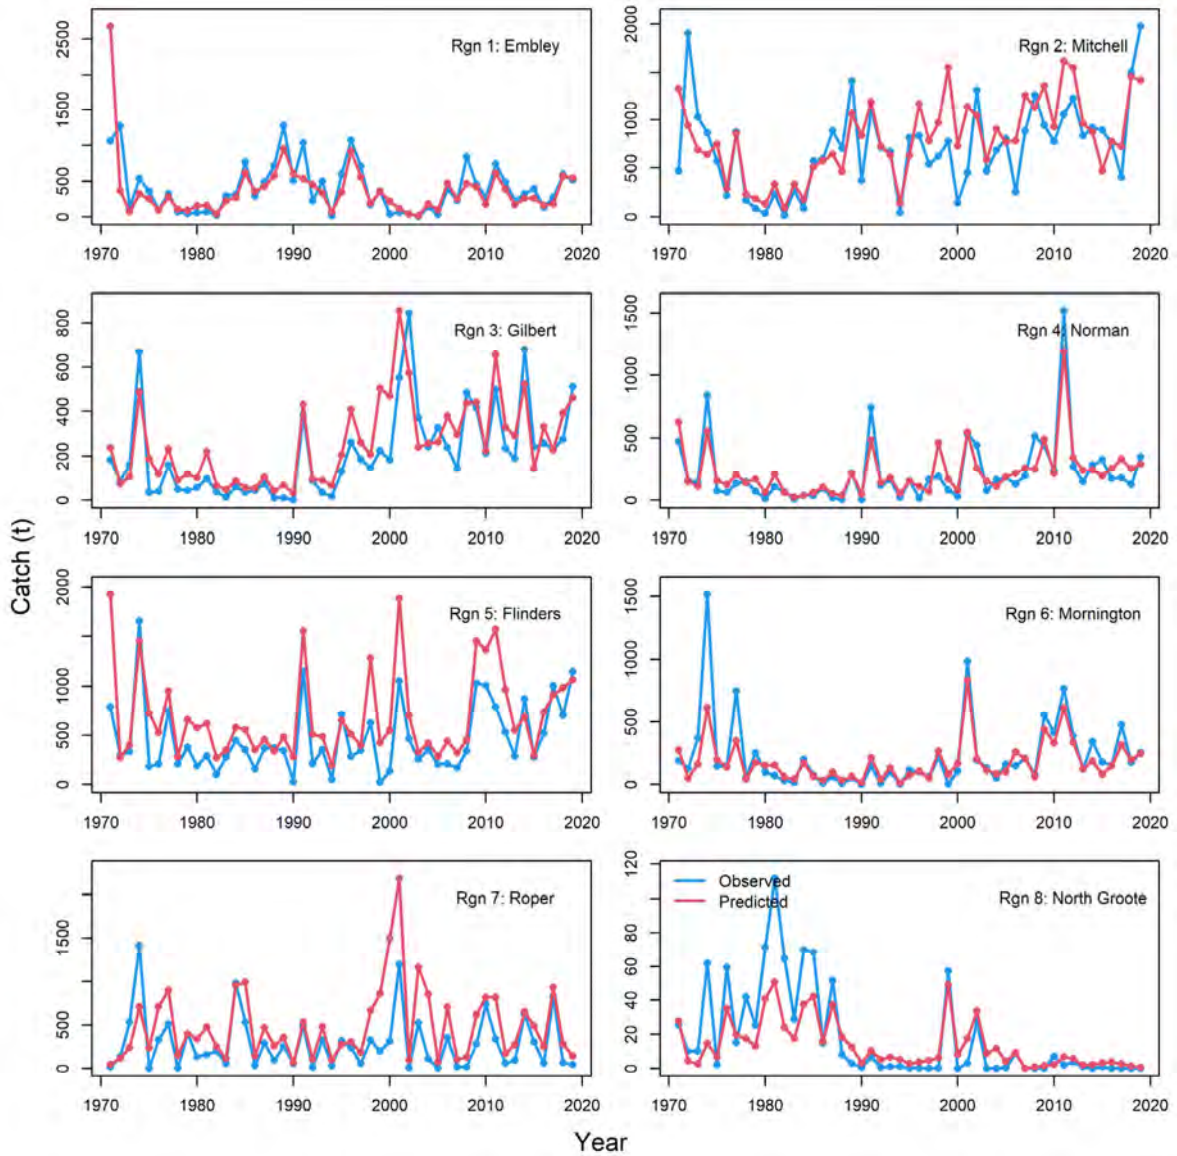 Catch (t)
0 500 1500 2500
Rgn 1: Embley
1970 1980 1990 2000 2010 2020
0 500 1000 2000
Rgn 2: Mitchell
1970 1980 1990 2000 2010 2020
0 200 400 600 800
Rgn 3: Gilbert
1970 1980 1990 2000 2010 2020
0 500 1000 1500
Rgn 4: Norman
1970 1980 1990 2000 2010 2020
0 500 1000 2000
Rgn 5: Flinders
1970 1980 1990 2000 2010 2020
0 500 1000 1500
Rgn 6: Mornington
1970 1980 1990 2000 2010 2020
0 500 1500
Rgn 7: Roper
1970 1980 1990 2000 2010 2020
0 20 40 60 80 120
Observed
Predicted
Rgn 8: North Groote
1970 1980 1990 2000 2010 2020
Year